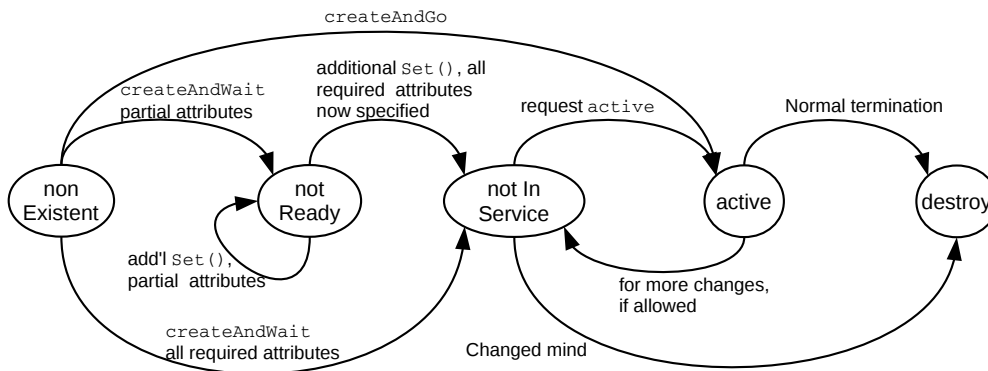 createAndGo
createAndWait
partial attributes
additional Set(), all
required attributes
now specified
request active
Normal termination
non
Existent
not
Ready
not In
Service
active
destroy
add'l Set(),
partial attributes
for more changes,
if allowed
createAndWait
all required attributes
Changed mind